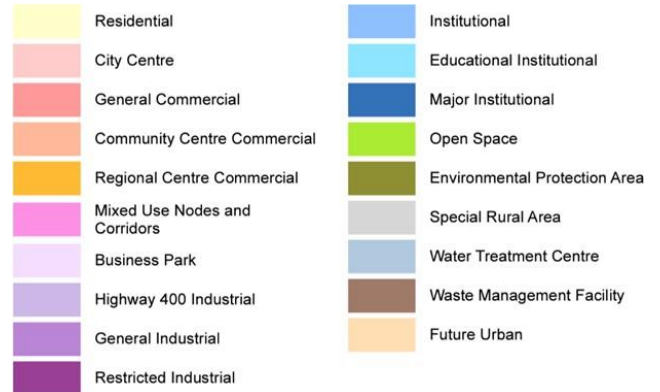 Residential
City Centre
General Commercial
Community Centre Commercial
Regional Centre Commercial
Mixed Use Nodes and
Corridors
Business Park
Highway 400 Industrial
General Industrial
Restricted Industrial
Institutional
Educational Institutional
Major Institutional
Open Space
Environmental Protection Area
Special Rural Area
Water Treatment Centre
Waste Management Facility
Future Urban